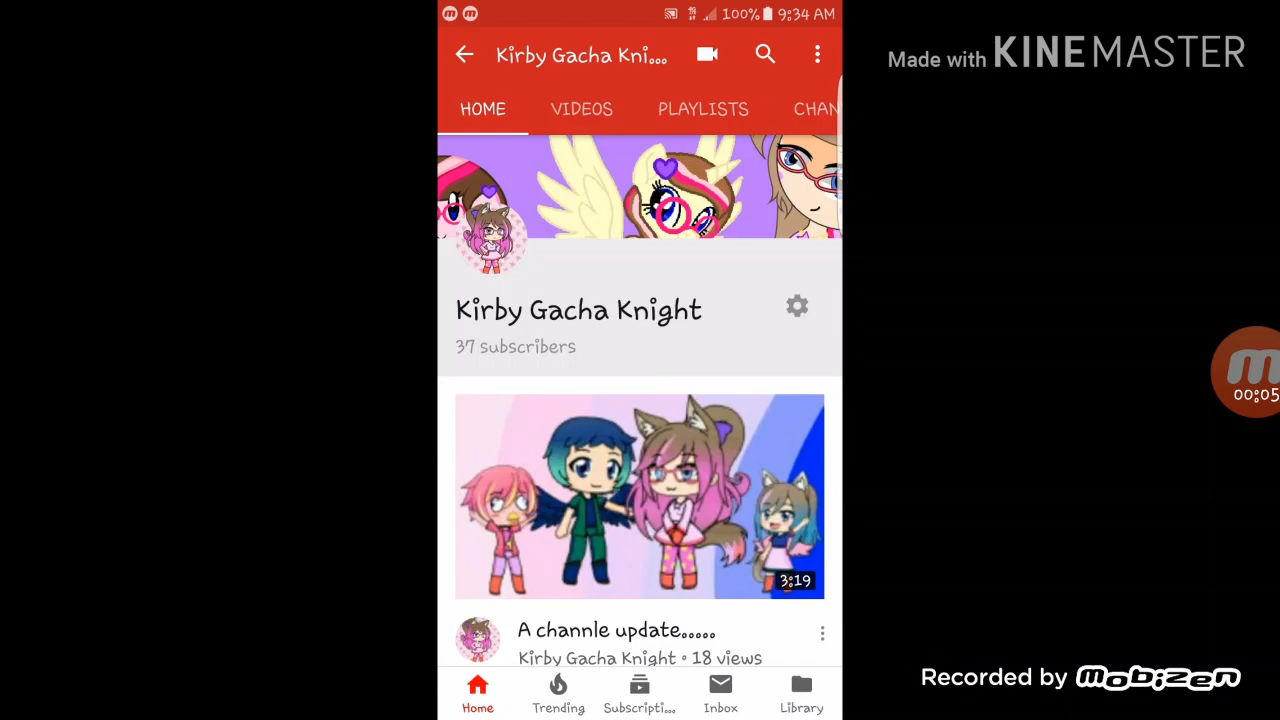 100% 9:34 AM
Kirby Gacha Kni...
HOME VIDEOS PLAYLISTS CHAN
Kirby Gacha Knight
37 subscribers
3:19
A channle update.....
Kirby Gacha Knight • 18 views
Home Trending Subscripti... Inbox Library
Made with KINEMASTER
00:05
Recorded by mobizen